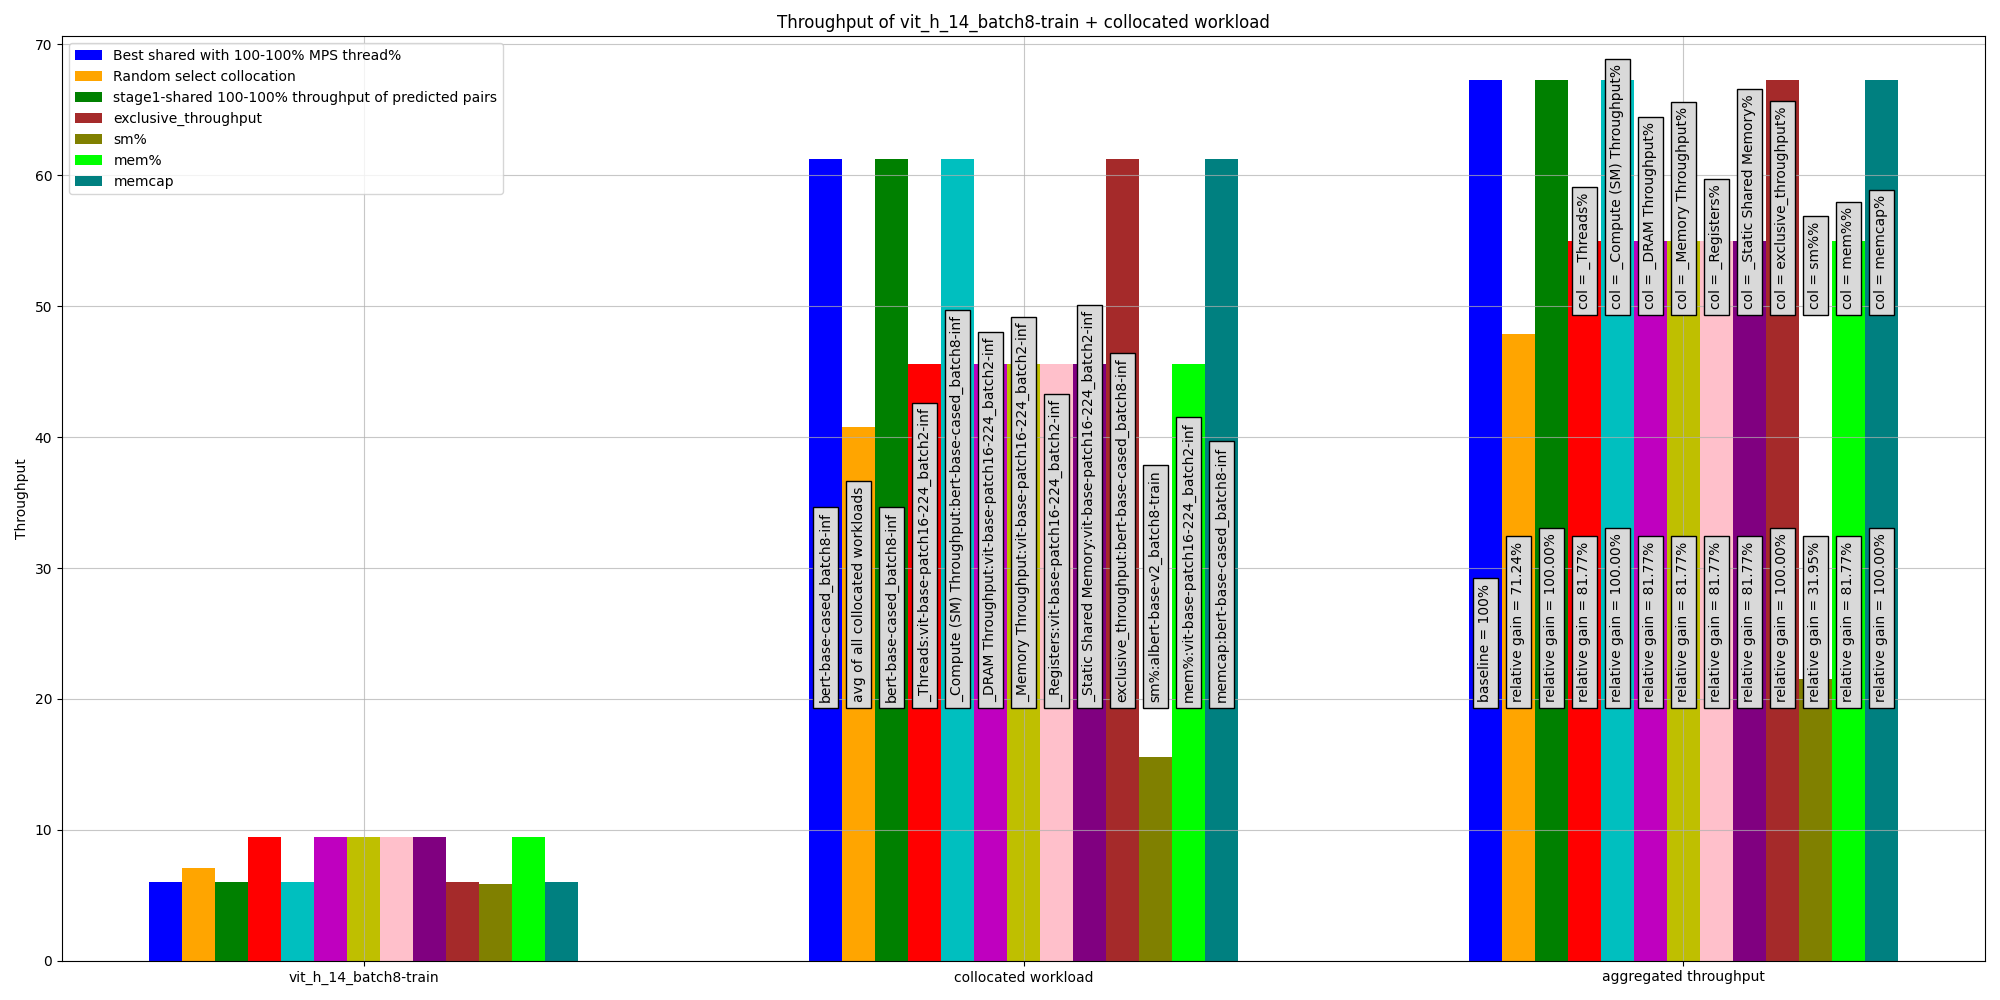 Throughput of vit_h_14_batch8-train + collocated workload
Best shared with 100-100% MPS thread%
Random select collocation
stage1-shared 100-100% throughput of predicted pairs
exclusive_throughput
sm%
mem%
memcap
Throughput
70
60
50
40
30
20
10
0
bert-base-cased_batch8-inf
avg of all collocated workloads
bert-base-cased_batch8-inf
_Threads:vit-base-patch16-224_batch2-inf
_Compute (SM) Throughput:bert-base-cased_batch8-inf
_DRAM Throughput:vit-base-patch16-224_batch2-inf
_Memory Throughput:vit-base-patch16-224_batch2-inf
_Registers:vit-base-patch16-224_batch2-inf
_Static Shared Memory:vit-base-patch16-224_batch2-inf
exclusive_throughput:bert-base-cased_batch8-inf
sm%:albert-base-v2_batch8-train
mem%:vit-base-patch16-224_batch2-inf
memcap:bert-base-cased_batch8-inf
col = _Threads%
col = _Compute (SM) Throughput%
col = _DRAM Throughput%
col = _Memory Throughput%
col = _Registers%
col = _Static Shared Memory%
col = exclusive_throughput%
col = sm%%
col = mem%%
col = memcap%
baseline = 100%
relative gain = 71.24%
relative gain = 100.00%
relative gain = 81.77%
relative gain = 100.00%
relative gain = 81.77%
relative gain = 81.77%
relative gain = 81.77%
relative gain = 81.77%
relative gain = 100.00%
relative gain = 31.95%
relative gain = 81.77%
relative gain = 100.00%
vit_h_14_batch8-train
collocated workload
aggregated throughput